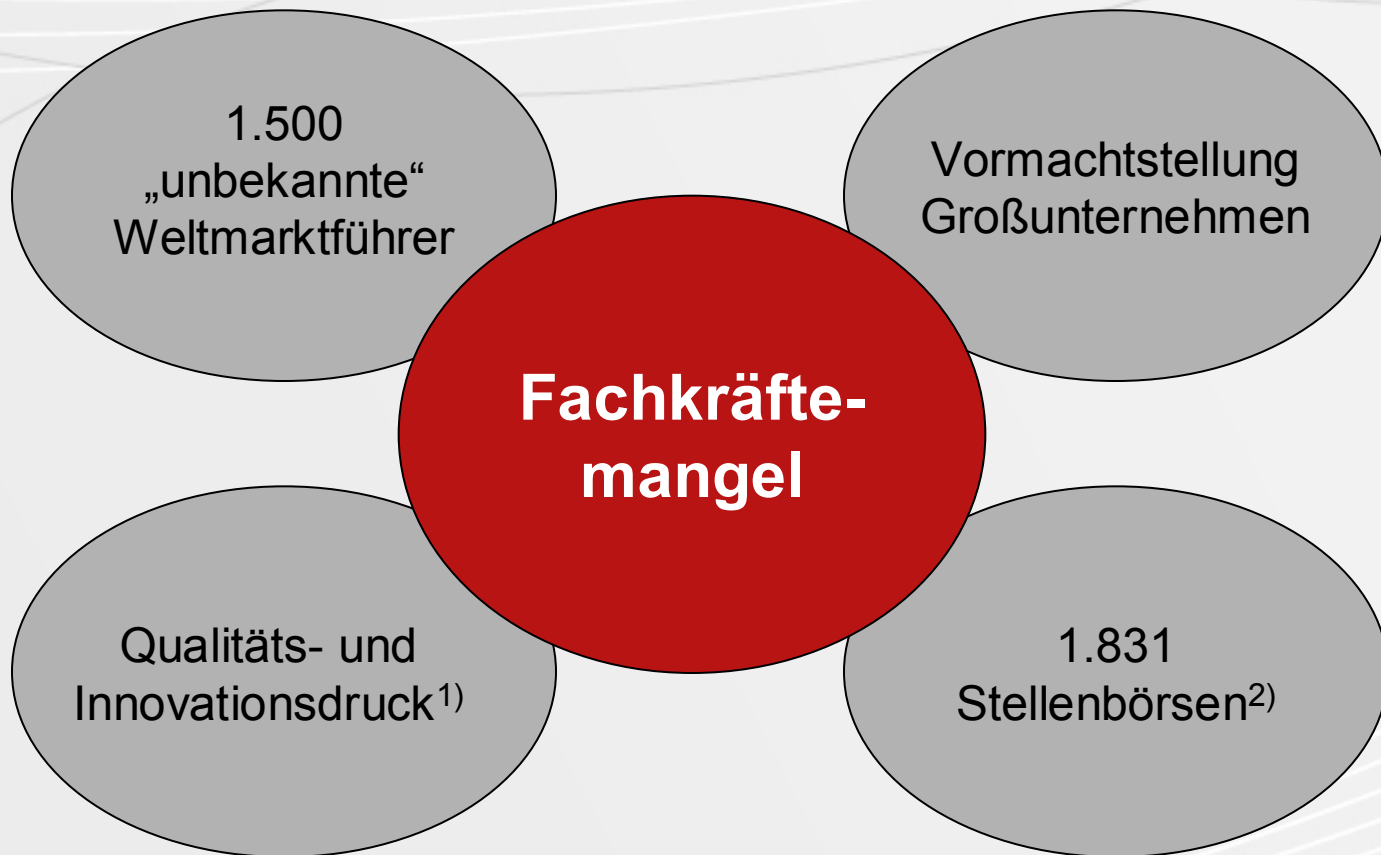 1.500
„unbekannte“
Weltmarktführer
Vormachtstellung
Großunternehmen
Fachkräfte-
mangel
Qualitäts- und
Innovationsdruck1)
1.831
Stellenbörsen2)